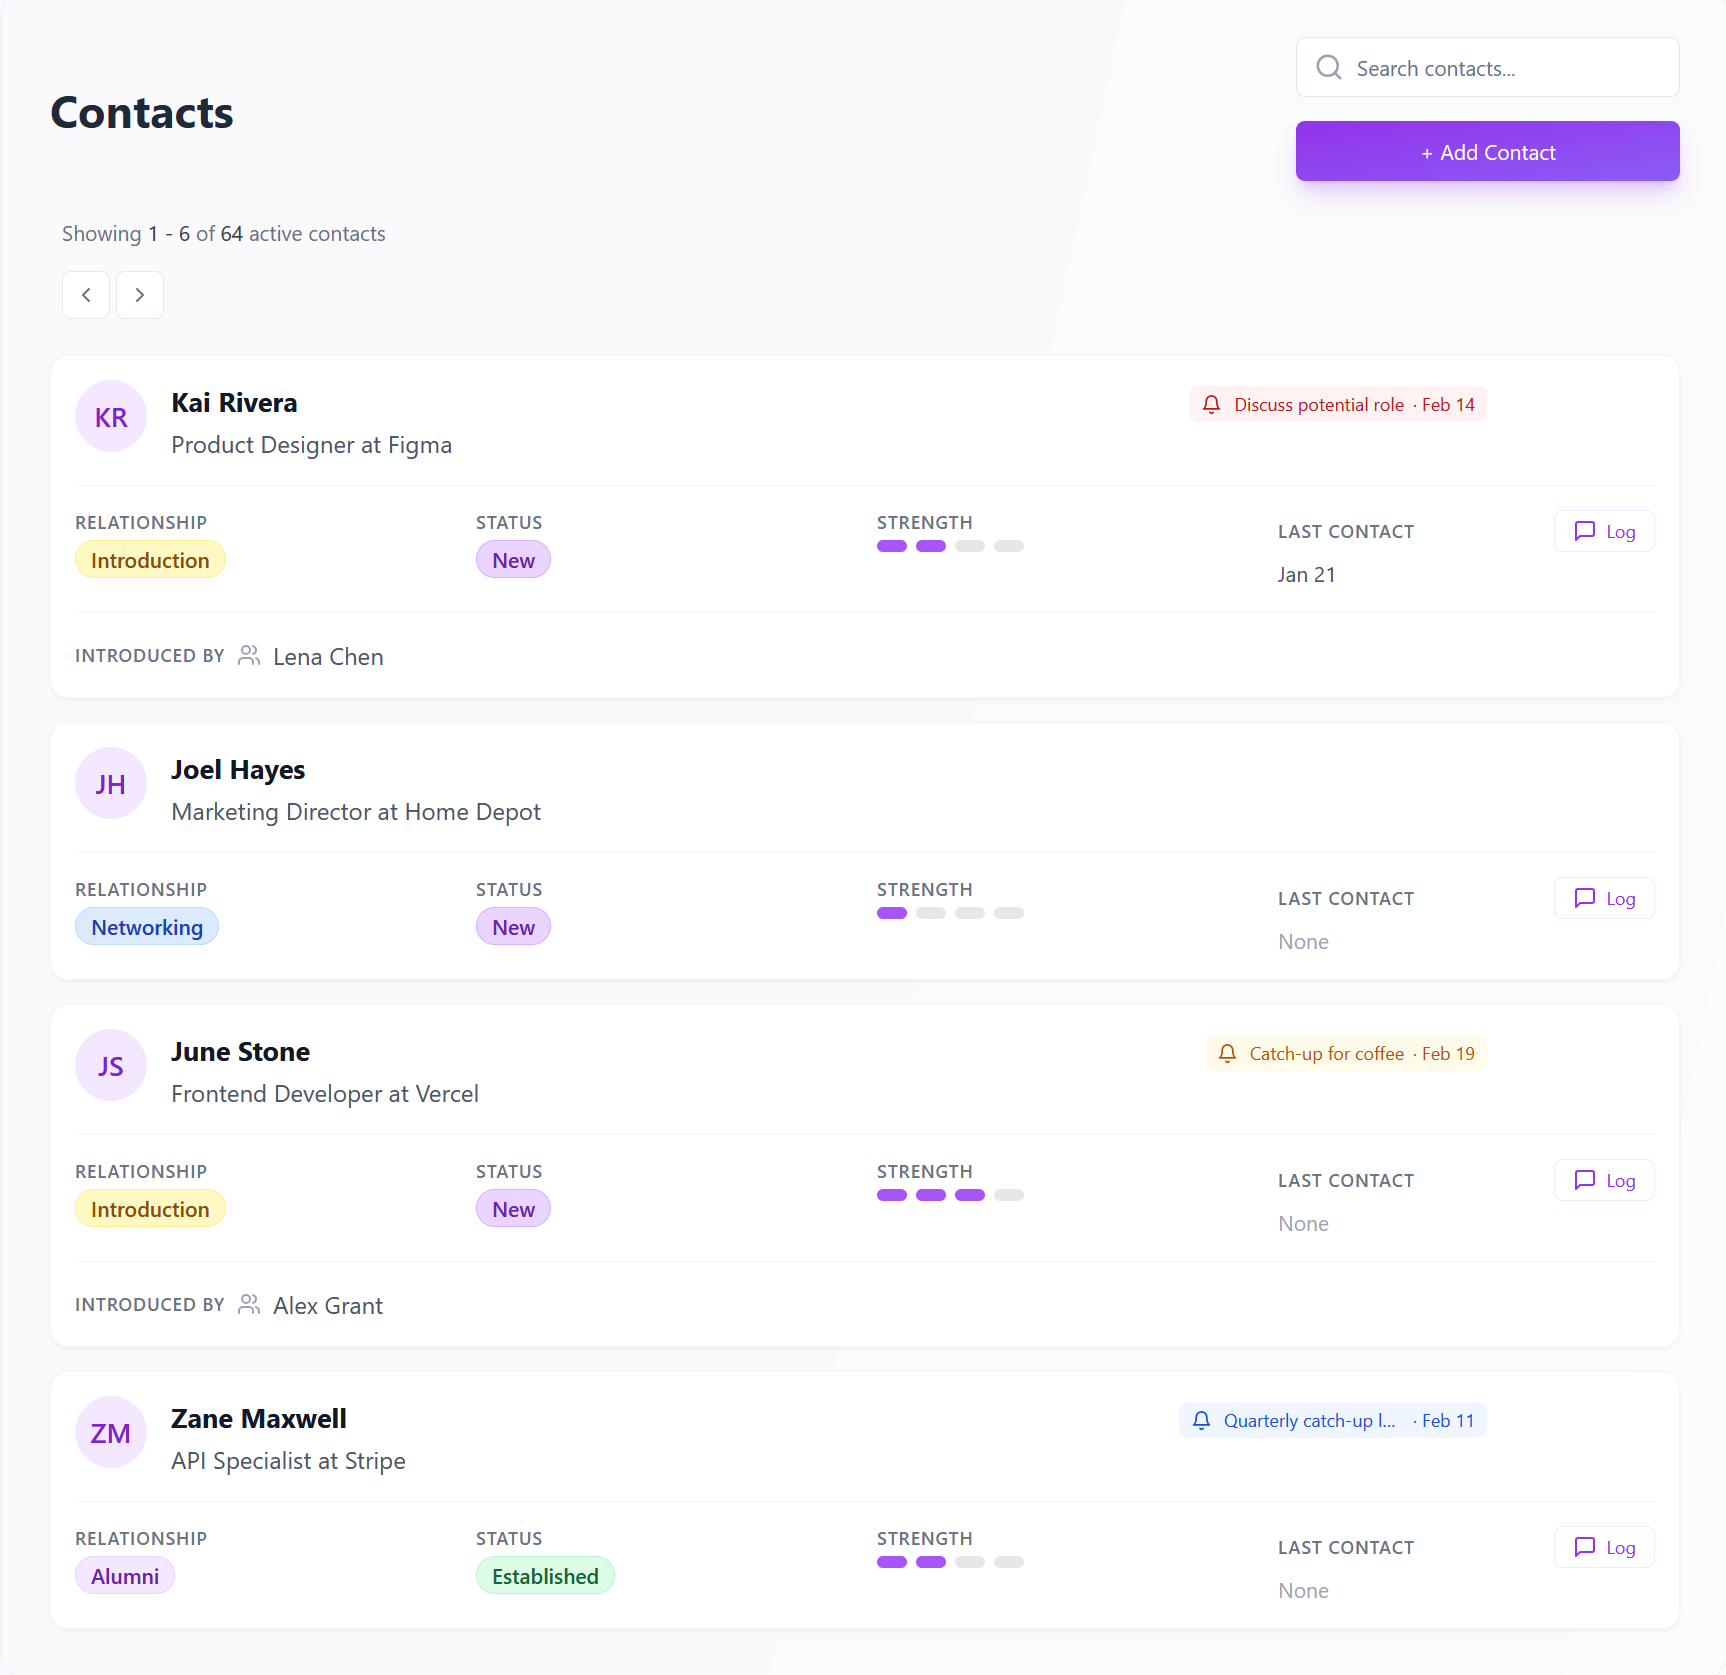 Search contacts...
Contacts
+ Add Contact
Showing 1 - 6 of 64 active contacts
KR
Kai Rivera
Product Designer at Figma
Discuss potential role · Feb 14
RELATIONSHIP
Introduction
STATUS
New
STRENGTH
LAST CONTACT
Jan 21
Log
INTRODUCED BY Lena Chen
JH
Joel Hayes
Marketing Director at Home Depot
RELATIONSHIP
Networking
STATUS
New
STRENGTH
LAST CONTACT
None
Log
JS
June Stone
Frontend Developer at Vercel
Catch-up for coffee · Feb 19
RELATIONSHIP
Introduction
STATUS
New
STRENGTH
LAST CONTACT
None
Log
INTRODUCED BY Alex Grant
ZM
Zane Maxwell
API Specialist at Stripe
Quarterly catch-up l... · Feb 11
RELATIONSHIP
Alumni
STATUS
Established
STRENGTH
LAST CONTACT
None
Log